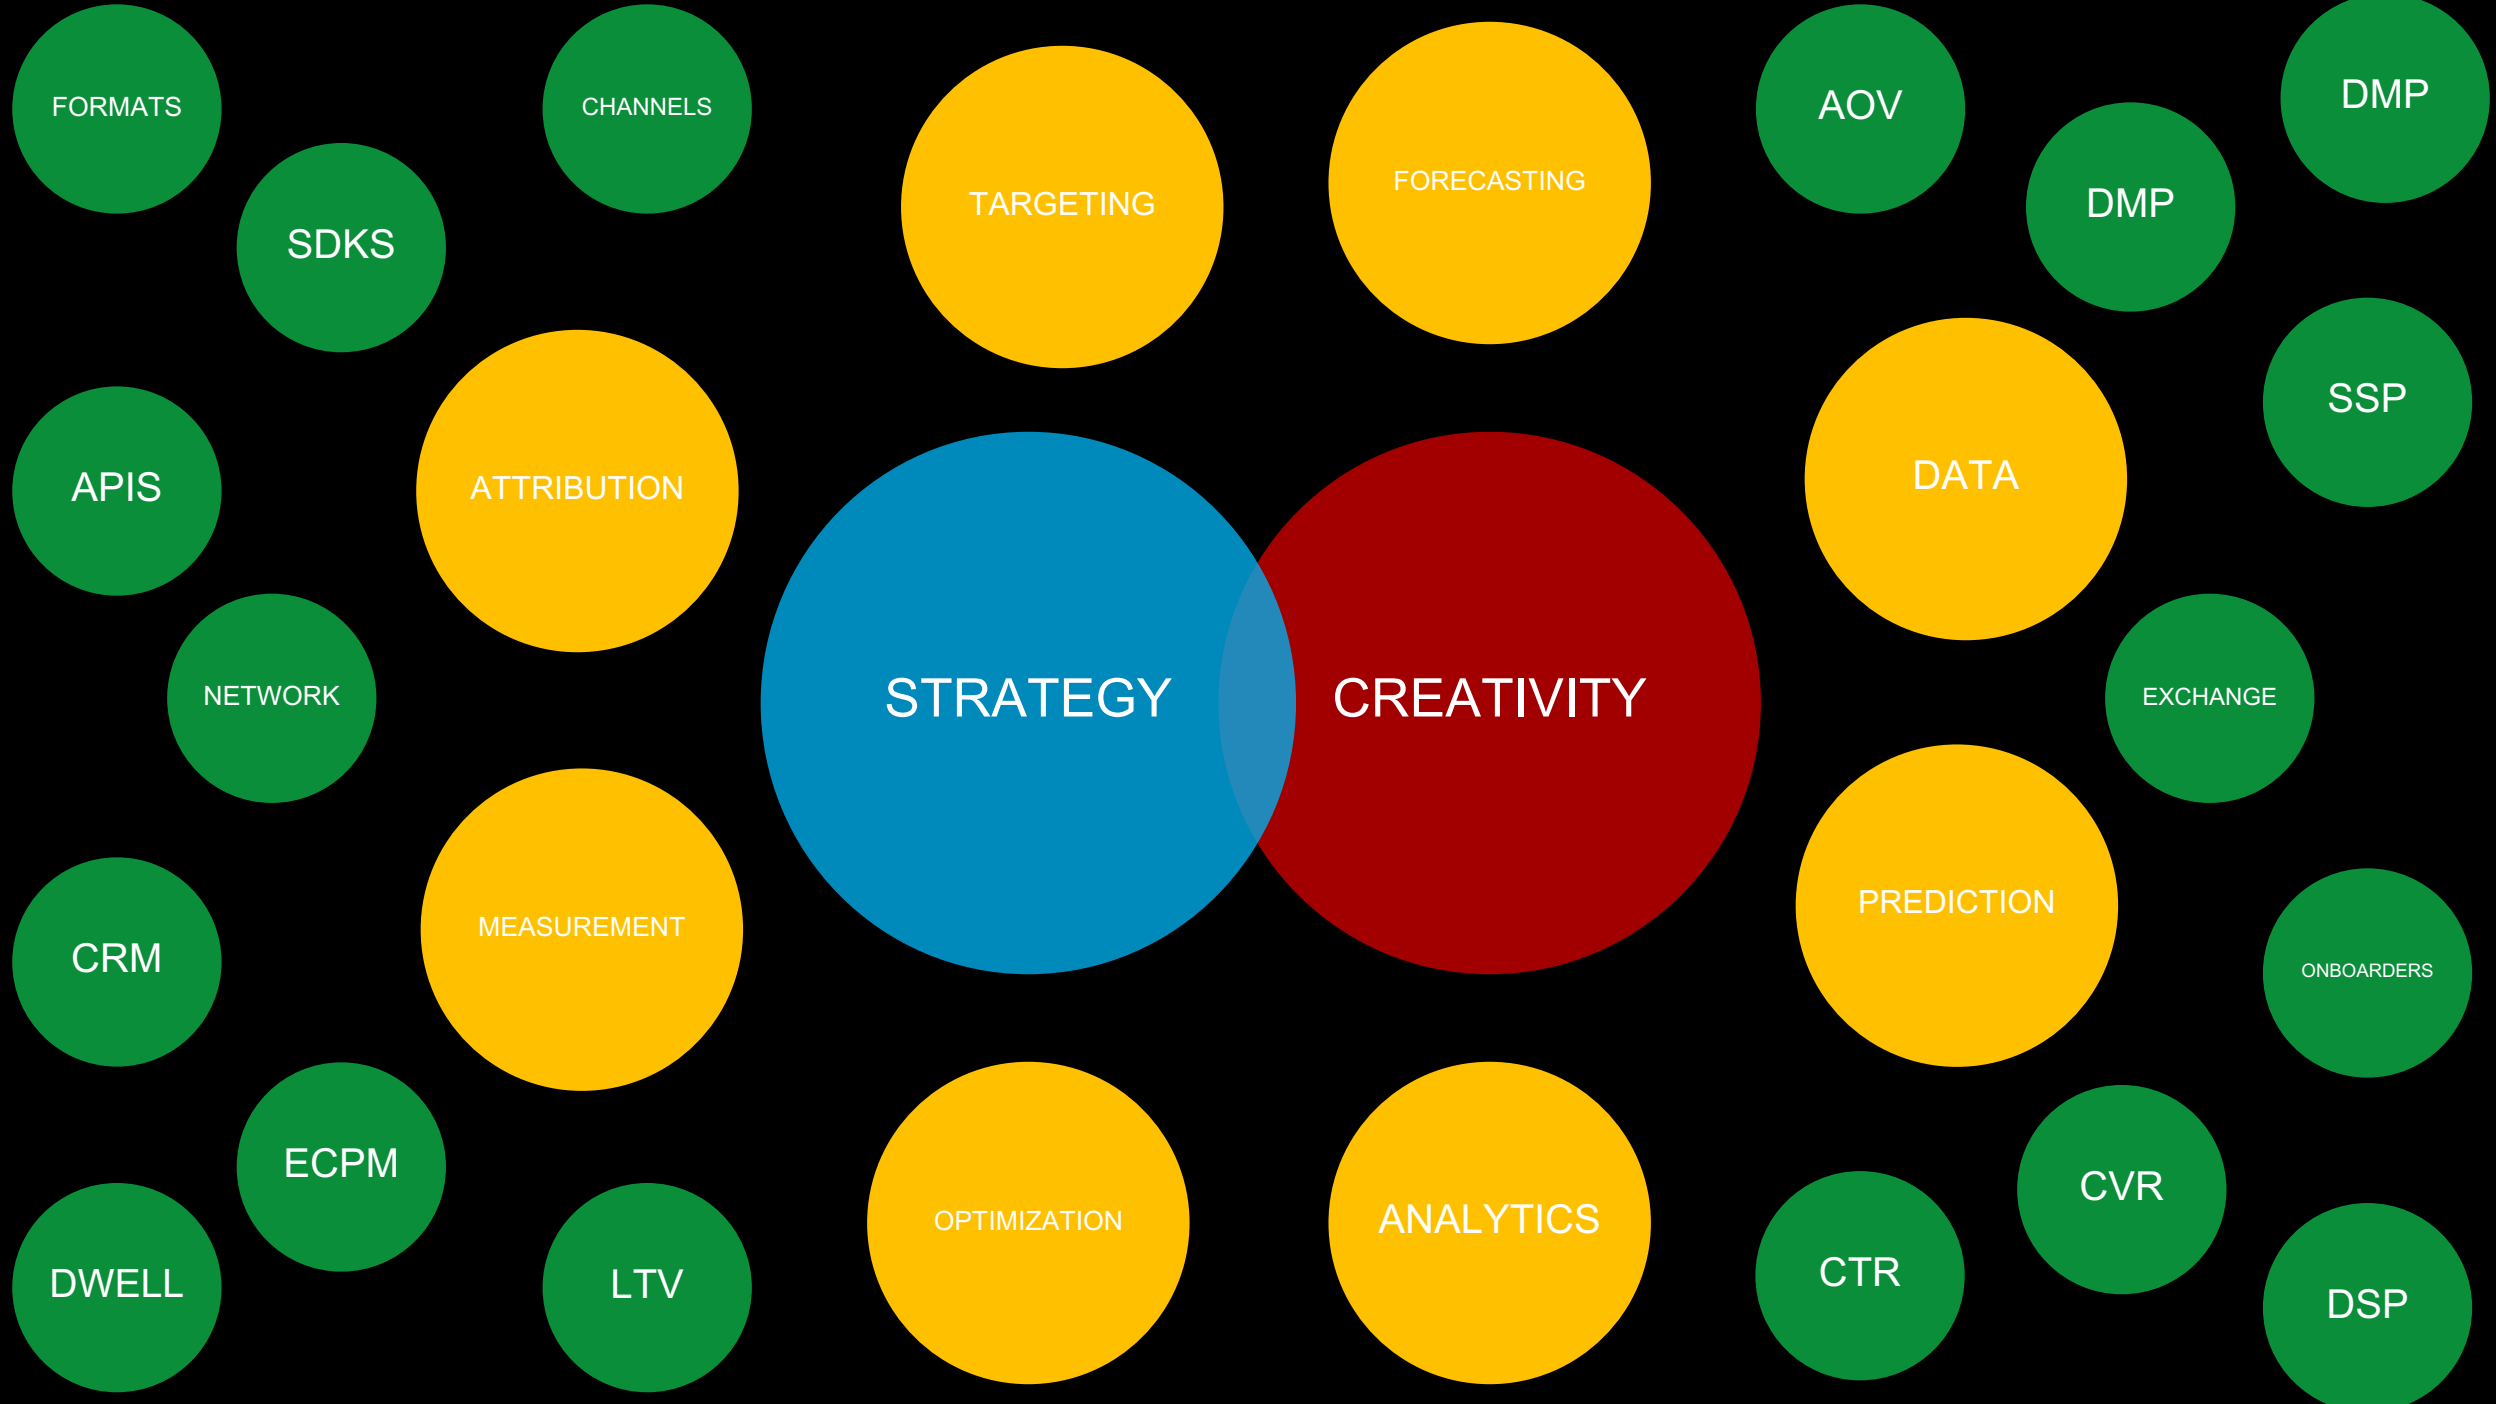 FORMATS
CHANNELS
AOV
DMP
DMP
SDKS
TARGETING
FORECASTING
SSP
APIS
ATTRIBUTION
DATA
NETWORK
STRATEGY
CREATIVITY
EXCHANGE
CRM
MEASUREMENT
PREDICTION
ONBOARDERS
ECPM
OPTIMIZATION
ANALYTICS
CVR
DWELL
LTV
CTR
DSP